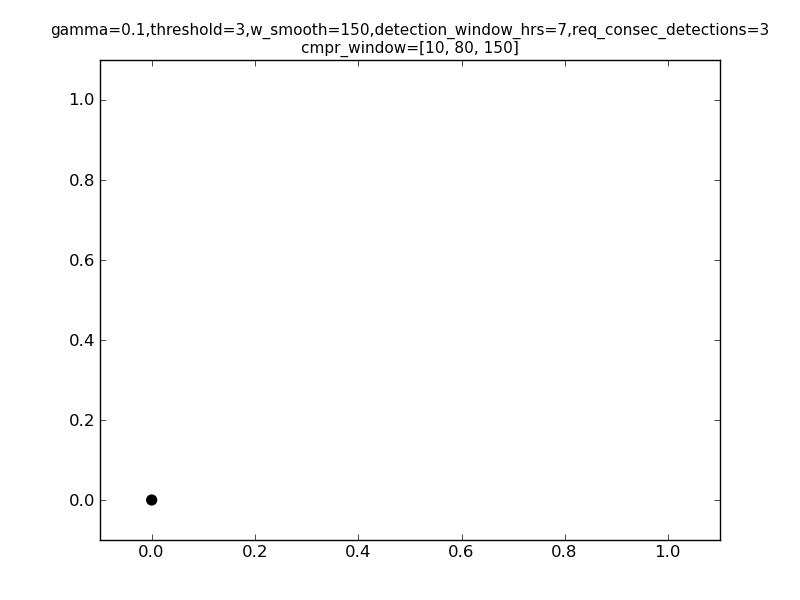 gamma=0.1,threshold=3,w_smooth=150,detection_window_hrs=7,req_consec_detections=3
cmpr_window=[10, 80, 150]
1.0
0.8
0.6
0.4
0.2
0.0
0.0 0.2 0.4 0.6 0.8 1.0